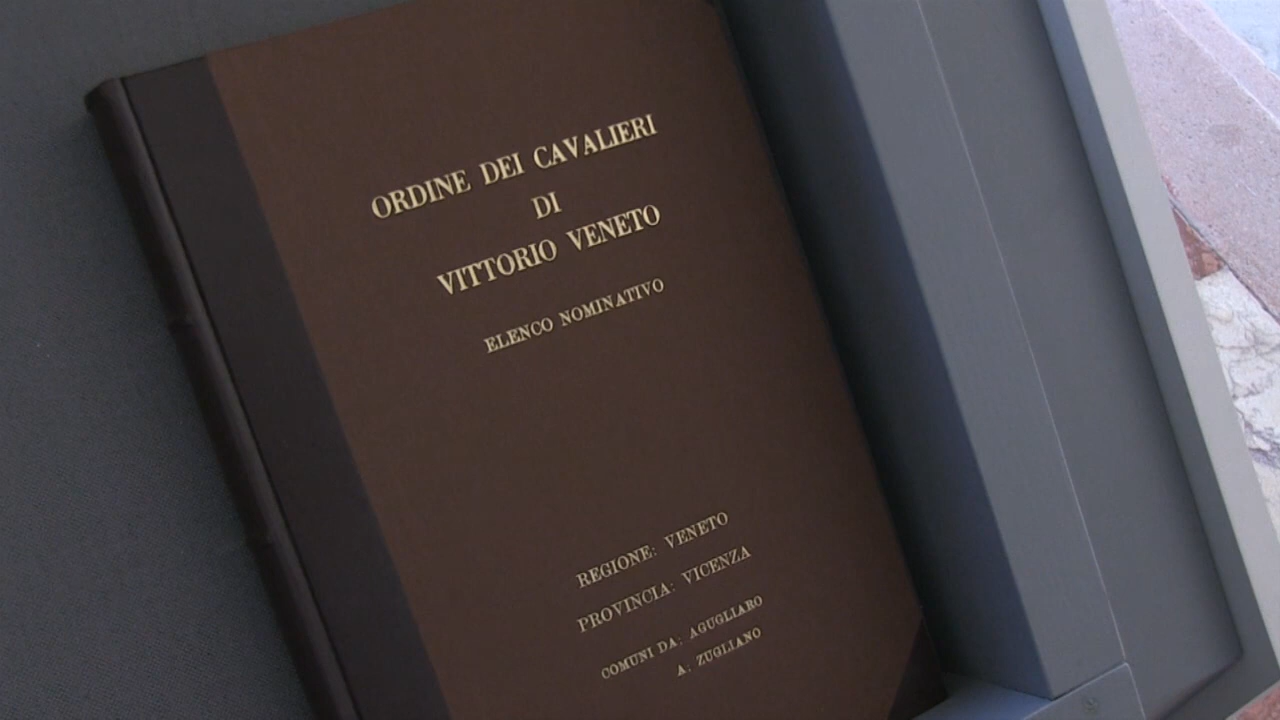 ORDINE DEI CAVALIERI
DI
VITTORIO VENETO
ELENCO NOMINATIVO
REGIONE: VENETO
PROVINCIA: VICENZA
COMUNI DA: AGUGLIARO
A: ZUGLIANO